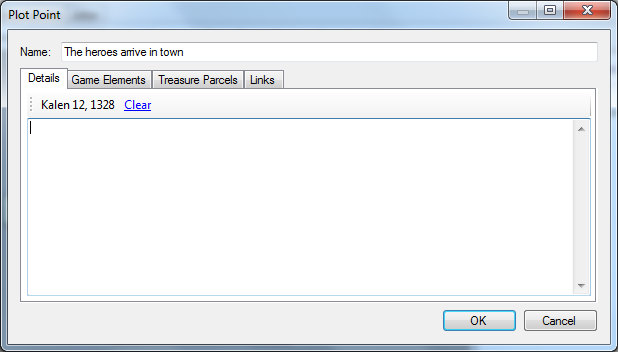 Plot Point
Name: The heroes arrive in town
Details Game Elements Treasure Parcels Links
Kalen 12, 1328 Clear
OK Cancel